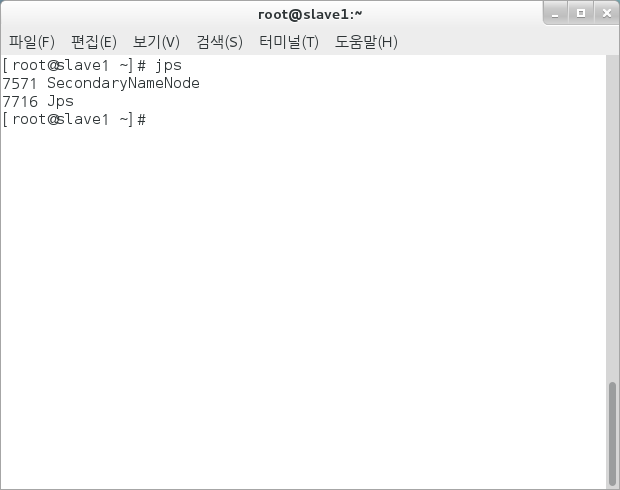 root@slave1:~
파일(F) 편집(E) 보기(V) 검색(S) 터미널(T) 도움말(H)
[root@slave1 ~]# jps
7571 SecondaryNameNode
7716 Jps
[root@slave1 ~]#